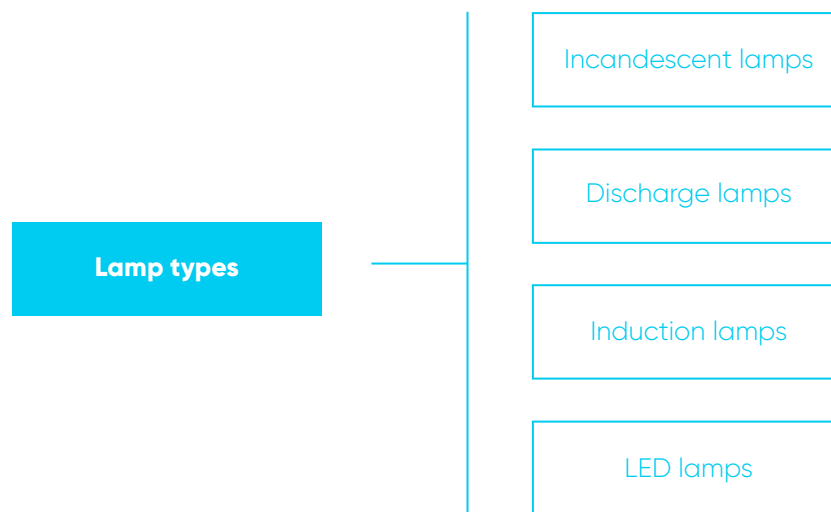 Lamp types
Incandescent lamps
Discharge lamps
Induction lamps
LED lamps